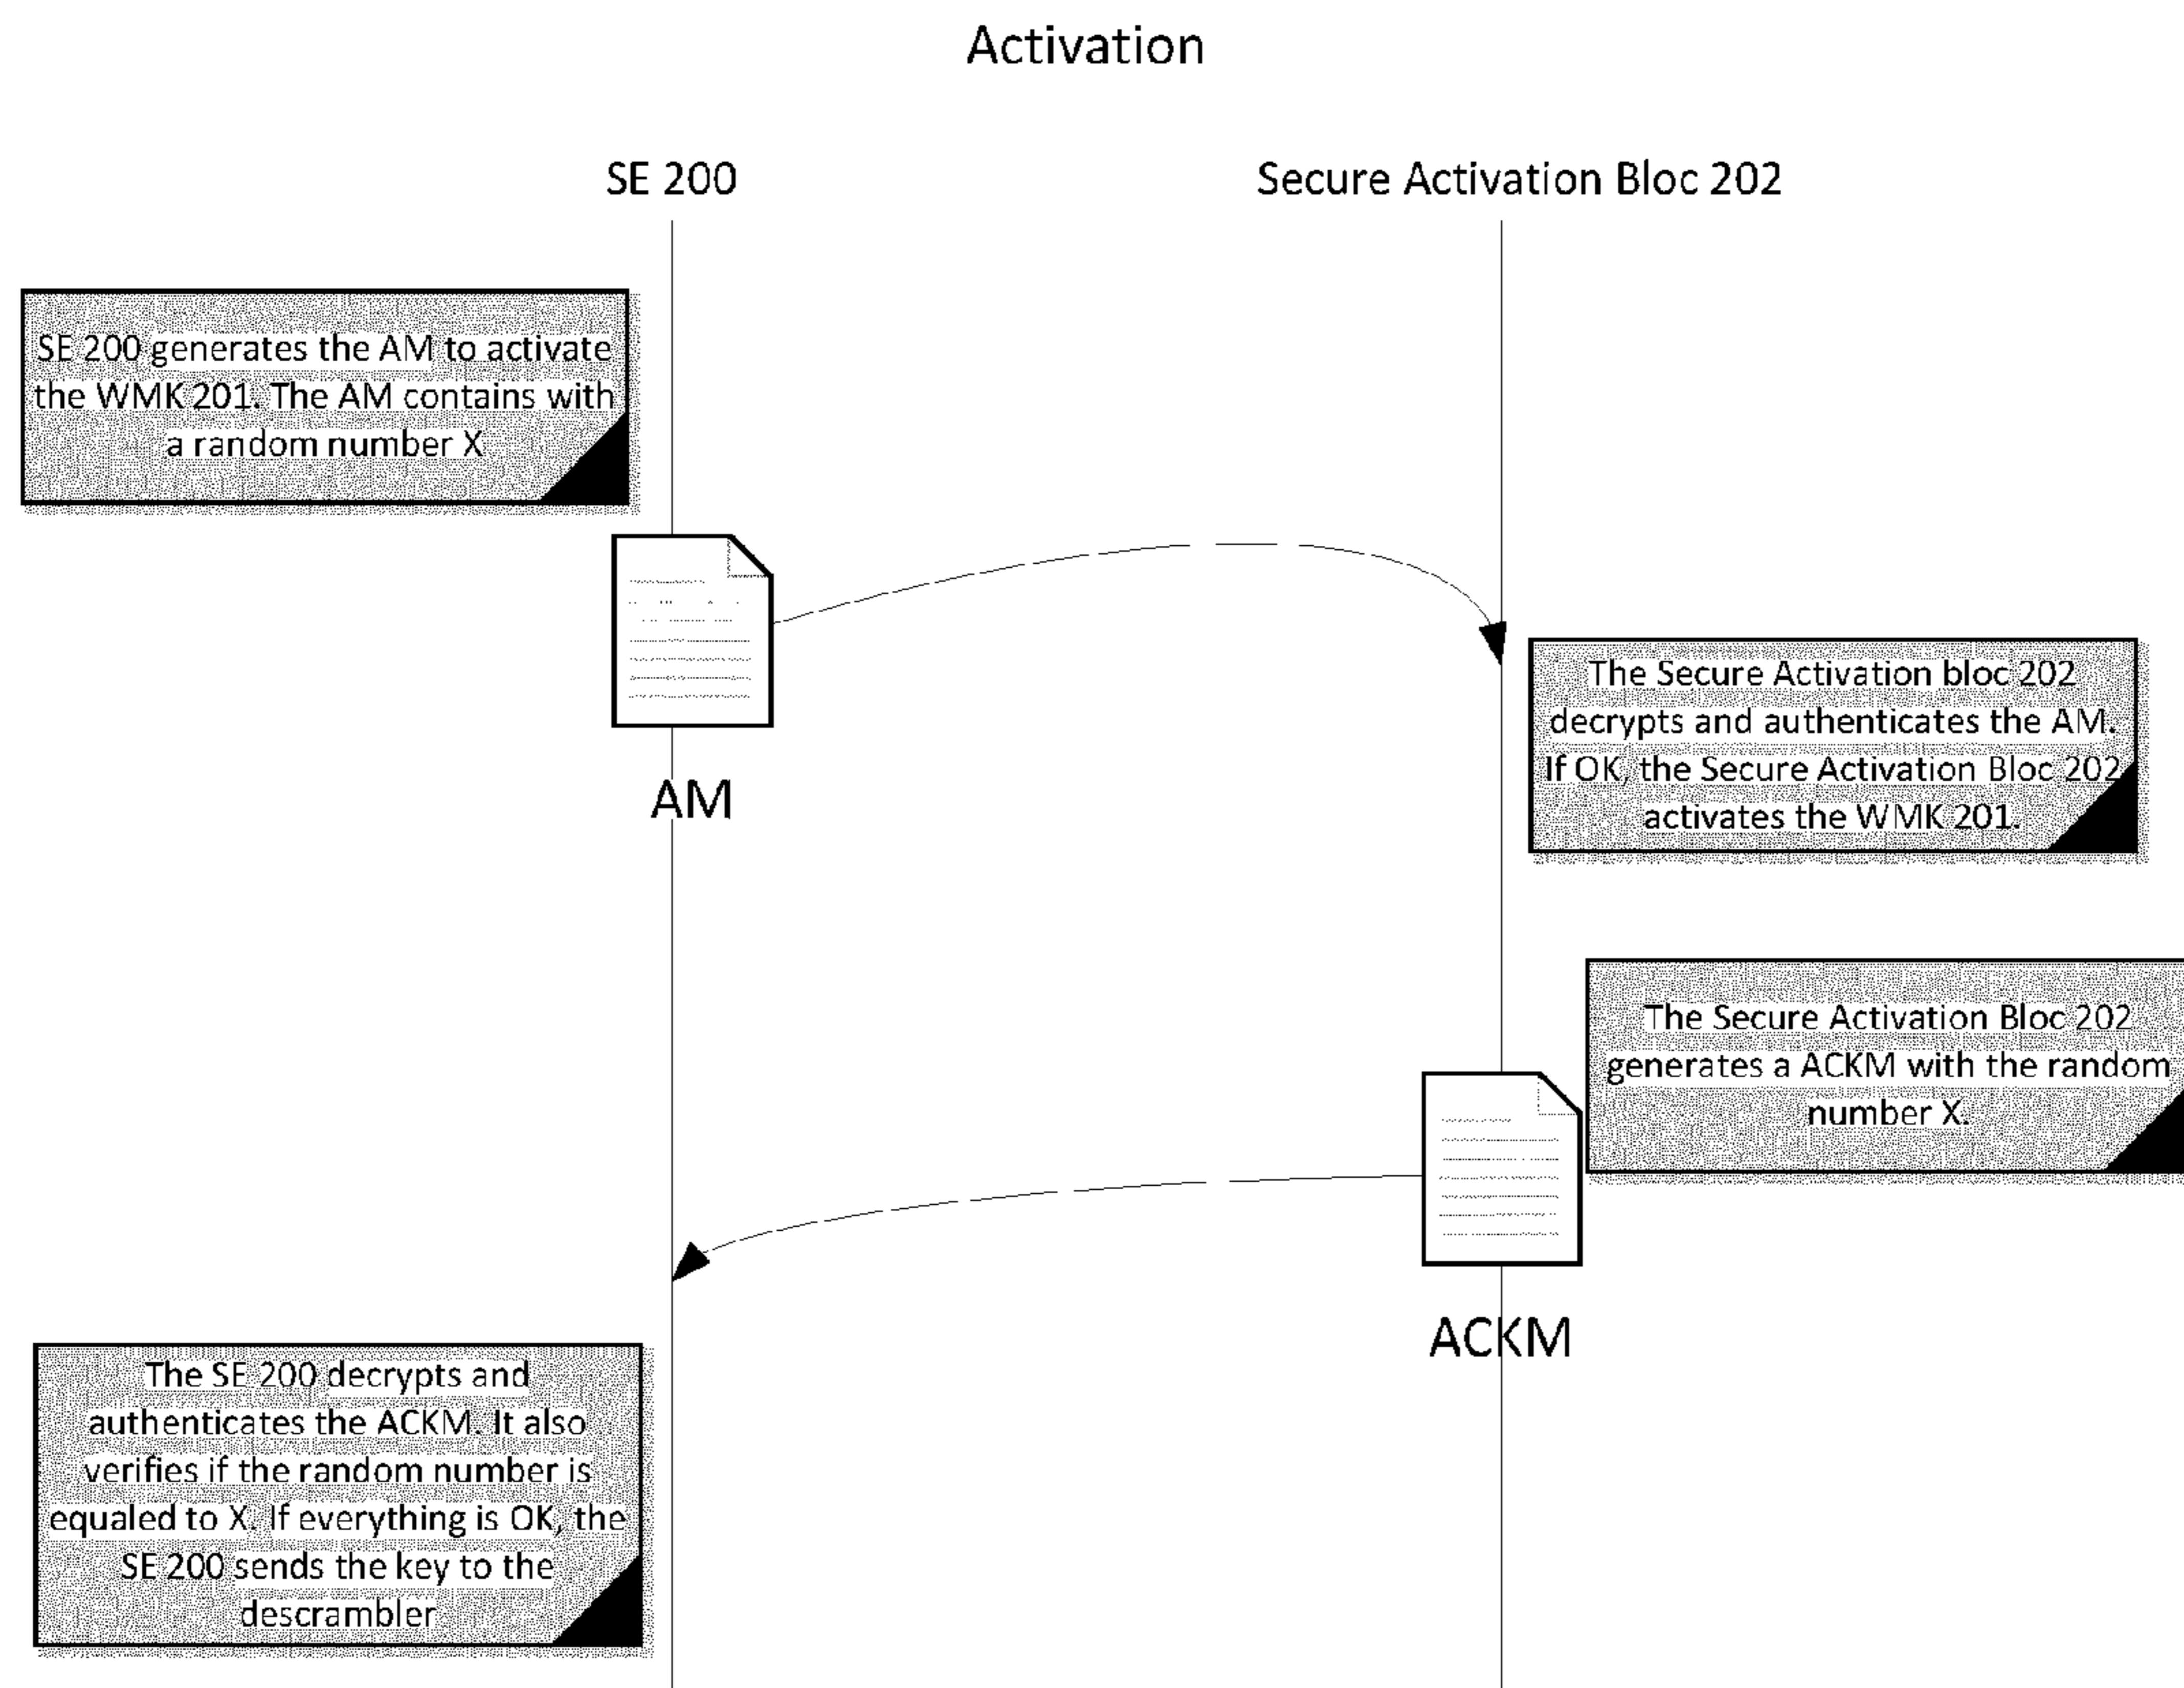 Activation
SE 200
Secure Activation Bloc 202
SE 200 generates the AM to activate
the WMK 201. The AM contains with
a random number X
AM
The Secure Activation bloc 202
decrypts and authenticates the AM.
If OK, the Secure Activation Bloc 202
activates the WMK 201.
The Secure Activation Bloc 202
generates a ACKM with the random
number X.
ACKM
The SE 200 decrypts and
authenticates the ACKM. It also
verifies if the random number is
equaled to X. If everything is OK, the
SE 200 sends the key to the
descrambler